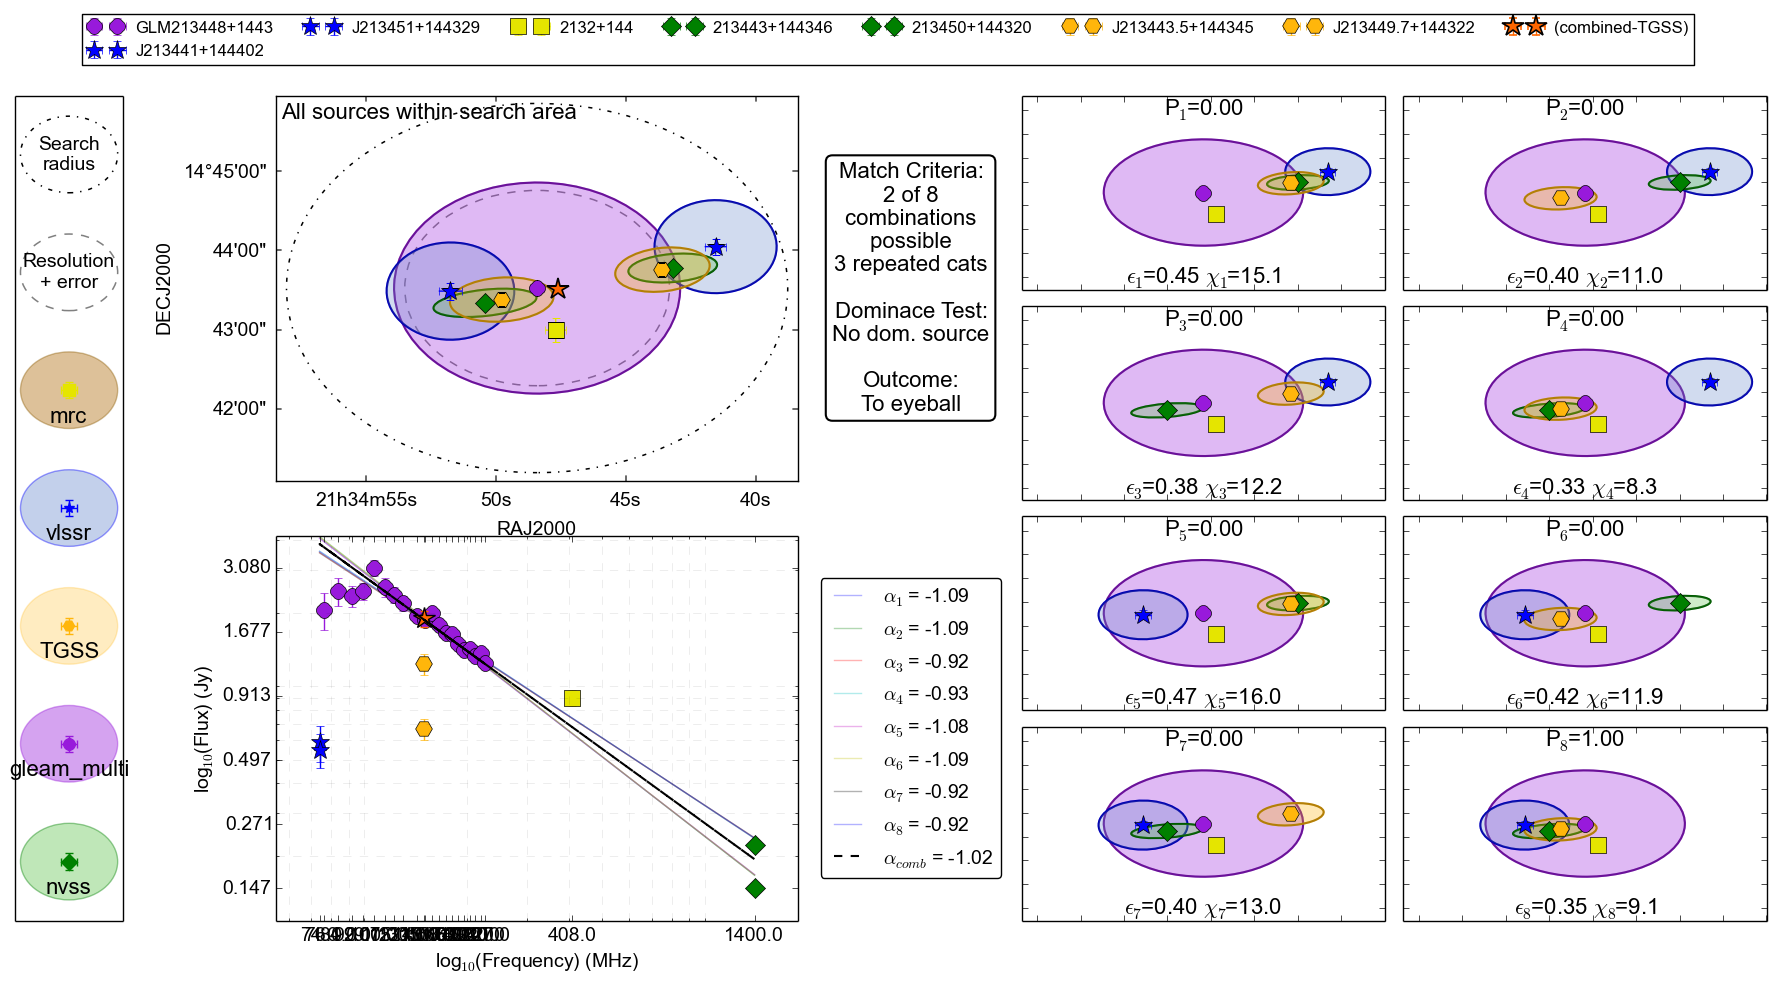 GLM213448+1443 J213451+144329 2132+144 213443+144346 213450+144320 J213443.5+144345 J213449.7+144322 (combined-TGSS)
J213441+144402
Search
radius
Resolution
+ error
mrc
vlssr
TGSS
gleam_multi
nvss
All sources within search area
DECJ2000
14°45'00"
44'00"
43'00"
42'00"
21h34m55s 50s 45s 40s
RAJ2000
Match Criteria:
2 of 8
combinations
possible
3 repeated cats
Dominace Test:
No dom. source
Outcome:
To eyeball
log10(Flux) (Jy)
3.080
1.677
0.913
0.497
0.271
0.147
408.0 1400.0
log10(Frequency) (MHz)
α1 = -1.09
α2 = -1.09
α3 = -0.92
α4 = -0.93
α5 = -1.08
α6 = -1.09
α7 = -0.92
α8 = -0.92
αcomb = -1.02
P1=0.00
ϵ1=0.45 χ1=15.1
P2=0.00
ϵ2=0.40 χ2=11.0
P3=0.00
ϵ3=0.38 χ3=12.2
P4=0.00
ϵ4=0.33 χ4=8.3
P5=0.00
ϵ5=0.47 χ5=16.0
P6=0.00
ϵ6=0.42 χ6=11.9
P7=0.00
ϵ7=0.40 χ7=13.0
P8=1.00
ϵ8=0.35 χ8=9.1